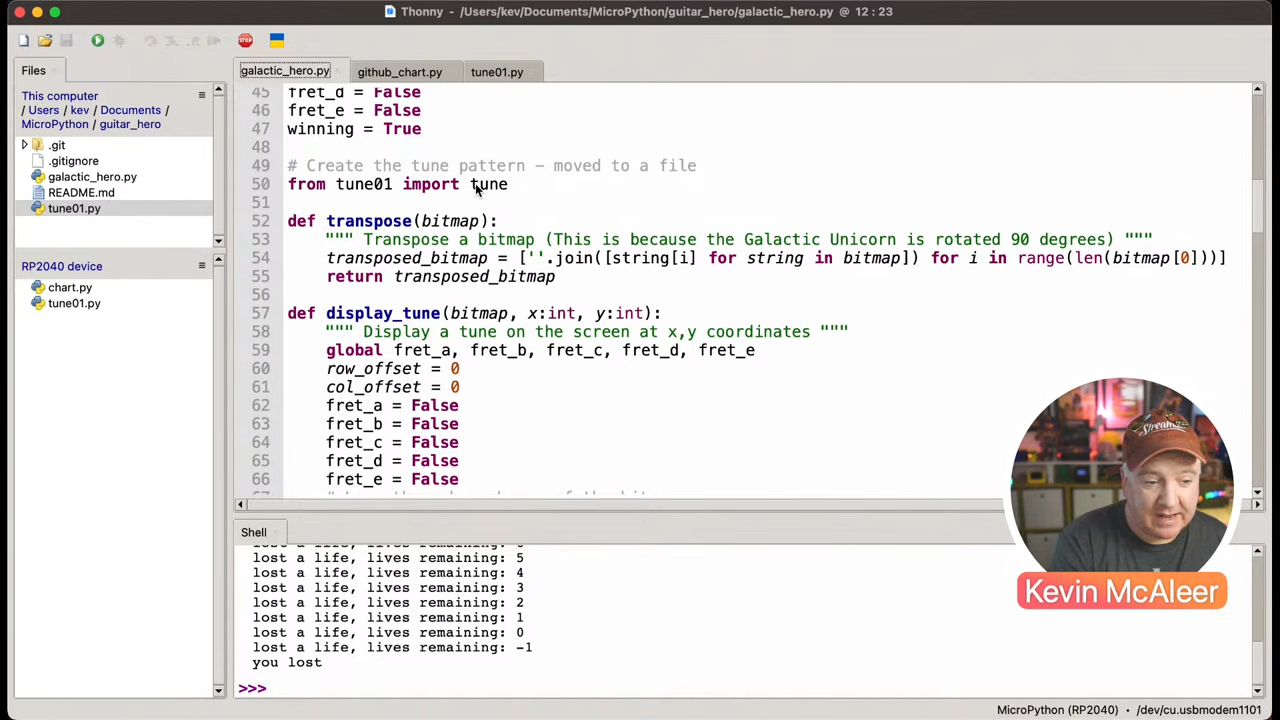 Thonny - /Users/kev/Documents/MicroPython/guitar_hero/galactic_hero.py @ 12 : 23
STOP
Files
This computer
/ Users / kev / Documents /
MicroPython / guitar_hero
.git
.gitignore
galactic_hero.py
README.md
tune01.py
RP2040 device
chart.py
tune01.py
galactic_hero.py
github_chart.py
tune01.py
45 fret_d = False
46 fret_e = False
47 winning = True
48
49 # Create the tune pattern – moved to a file
50 from tune01 import tune
51
52 def transpose(bitmap):
53 """ Transpose a bitmap (This is because the Galactic Unicorn is rotated 90 degrees) """
54 transposed_bitmap = [''.join([string[i] for string in bitmap]) for i in range(len(bitmap[0]))]
55 return transposed_bitmap
56
57 def display_tune(bitmap, x:int, y:int):
58 """ Display a tune on the screen at x,y coordinates """
59 global fret_a, fret_b, fret_c, fret_d, fret_e
60 row_offset = 0
61 col_offset = 0
62 fret_a = False
63 fret_b = False
64 fret_c = False
65 fret_d = False
66 fret_e = False
Shell
lost a life, lives remaining:
lost a life, lives remaining: 5
lost a life, lives remaining: 4
lost a life, lives remaining: 3
lost a life, lives remaining: 2
lost a life, lives remaining: 1
lost a life, lives remaining: 0
lost a life, lives remaining: -1
you lost
>>>
Kevin McAleer
MicroPython (RP2040) • /dev/cu.usbmodem1101